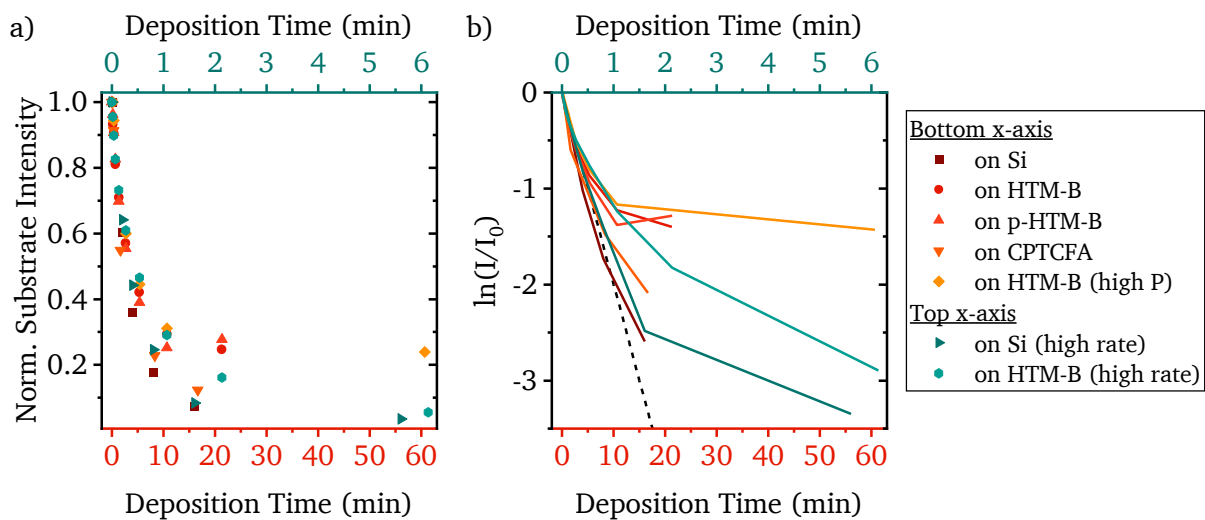 a)
Deposition Time (min)
0 1 2 3 4 5 6
Norm. Substrate Intensity
1.0
0.8
0.6
0.4
0.2
0 10 20 30 40 50 60
Deposition Time (min)
b)
Deposition Time (min)
0 1 2 3 4 5 6
ln(I/I₀)
0
-1
-2
-3
0 10 20 30 40 50 60
Deposition Time (min)
Bottom x-axis
on Si
on HTM-B
on p-HTM-B
on CPTCFA
on HTM-B (high P)
Top x-axis
on Si (high rate)
on HTM-B (high rate)